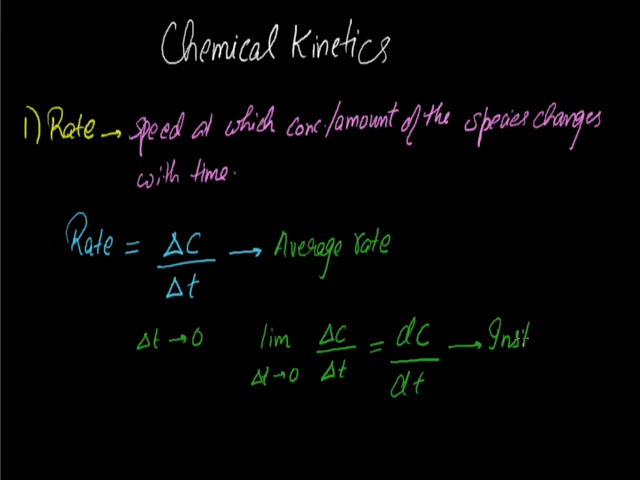 Chemical Kinetics
1) Rate → speed at which conc./amount of the species changes
with time.
Rate = ΔC/Δt → Average rate
Δt → 0 lim Δt→0 ΔC/Δt = dC/dt → Inst